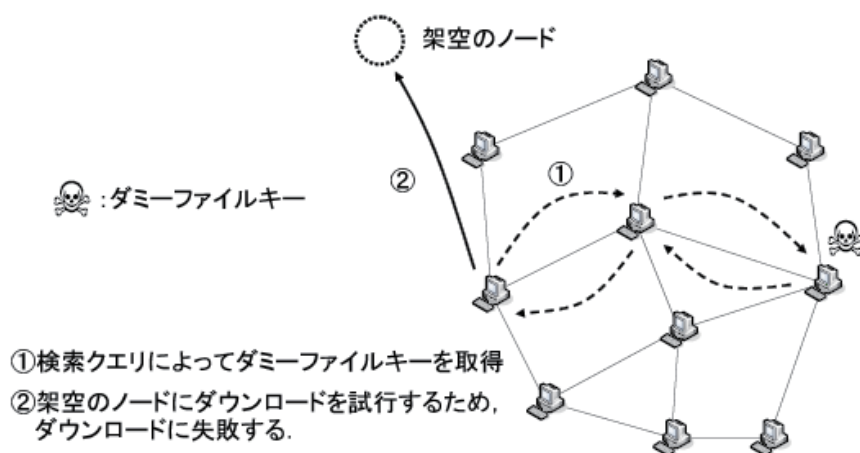 架空のノード
②
①
:ダミーファイルキー
①検索クエリによってダミーファイルキーを取得
②架空のノードにダウンロードを試行するため,
ダウンロードに失敗する.